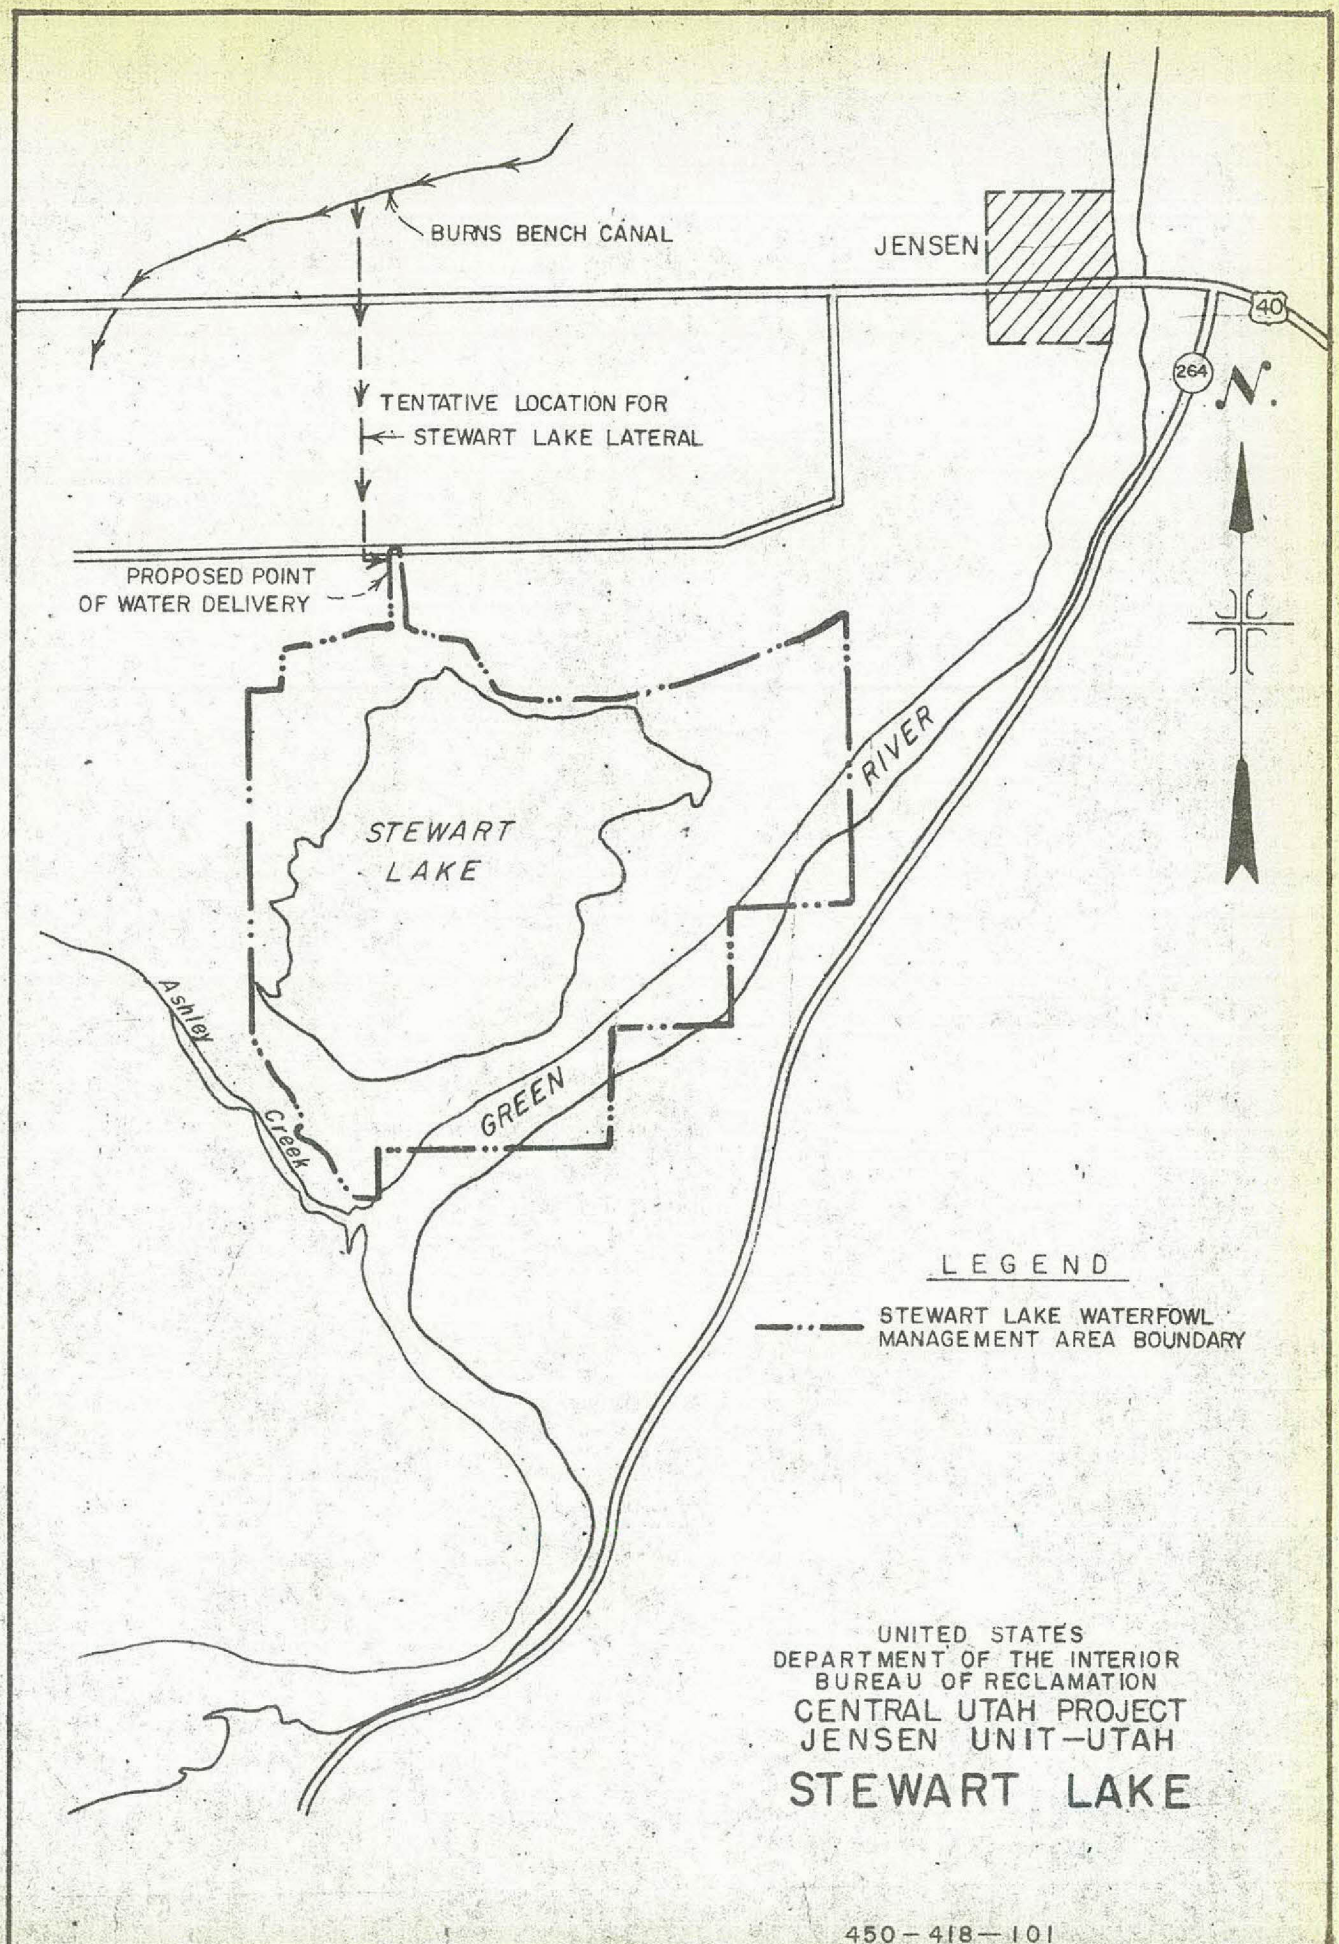 BURNS BENCH CANAL
JENSEN
40
264
N.
TENTATIVE LOCATION FOR
STEWART LAKE LATERAL
PROPOSED POINT
OF WATER DELIVERY
RIVER
STEWART
LAKE
Ashley
Creek
GREEN
LEGEND
STEWART LAKE WATERFOWL
MANAGEMENT AREA BOUNDARY
UNITED STATES
DEPARTMENT OF THE INTERIOR
BUREAU OF RECLAMATION
CENTRAL UTAH PROJECT
JENSEN UNIT-UTAH
STEWART LAKE
450-418-101